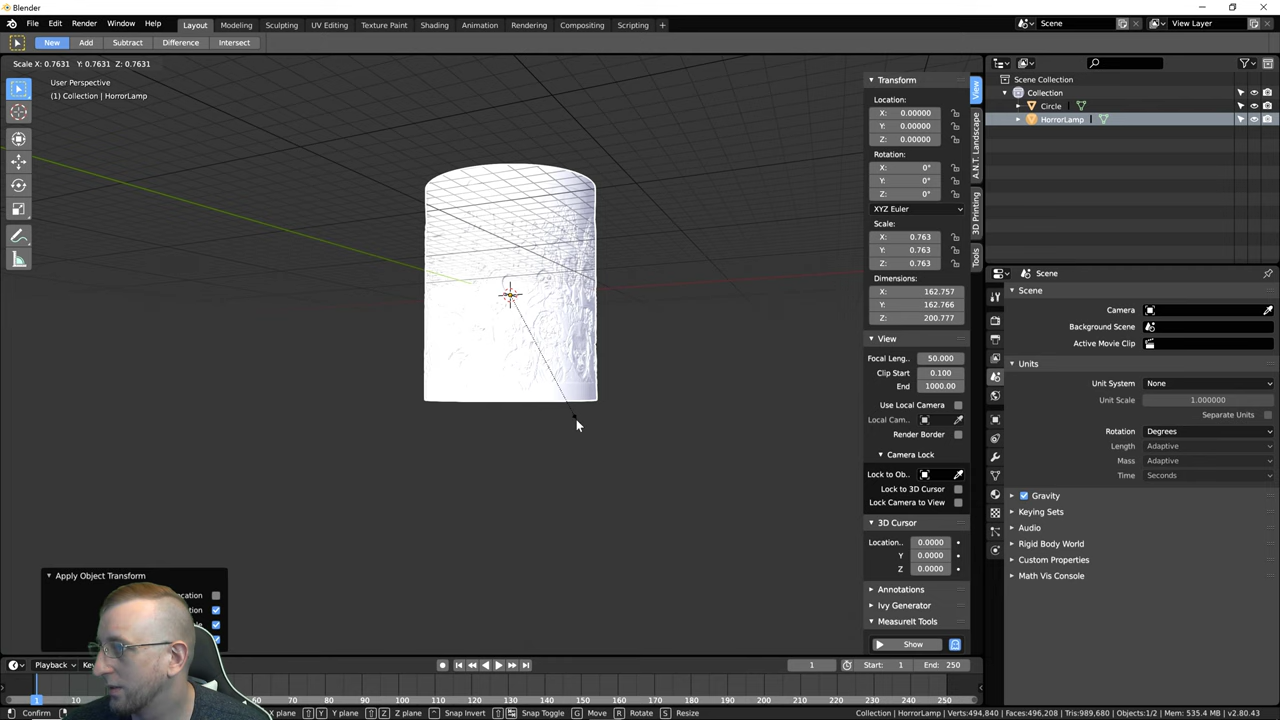 Blender
File Edit Render Window Help
Layout Modeling Sculpting UV Editing Texture Paint Shading Animation Rendering Compositing Scripting +
Scene
View Layer
New Add Subtract Difference Intersect
Scale X: 0.7631 Y: 0.7631 Z: 0.7631
User Perspective
(1) Collection | HorrorLamp
Transform
Location:
X: 0.00000
Y: 0.00000
Z: 0.00000
Rotation:
X: 0°
Y: 0°
Z: 0°
XYZ Euler
Scale:
X: 0.763
Y: 0.763
Z: 0.763
Dimensions:
X: 162.757
Y: 162.766
Z: 200.777
View
Focal Leng.. 50.000
Clip Start 0.100
End 1000.00
Use Local Camera
Local Cam..
Render Border
Camera Lock
Lock to Ob..
Lock to 3D Cursor
Lock Camera to View
3D Cursor
Location.. 0.0000
Y 0.0000
Z 0.0000
Annotations
Ivy Generator
MeasureIt Tools
Show
View
A.N.T. Landscape
3D Printing
Tools
Scene Collection
Collection
Circle
HorrorLamp
Scene
Scene
Camera
Background Scene
Active Movie Clip
Units
Unit System None
Unit Scale 1.000000
Separate Units
Rotation Degrees
Length Adaptive
Mass Adaptive
Time Seconds
Gravity
Keying Sets
Audio
Rigid Body World
Custom Properties
Math Vis Console
Apply Object Transform
Playback
1
Start: 1
End: 250
1 60 70 80 90 100 110 120 130 140 150 160 170 180 190 200 210 220 230 240 250
Confirm
plane X Y plane Z Z plane Snap Invert Snap Toggle G Move R Rotate S Resize
Collection | HorrorLamp | Verts:494,840 | Faces:496,208 | Tris:989,680 | Objects:1/2 | Mem: 535.4 MB | v2.80.43